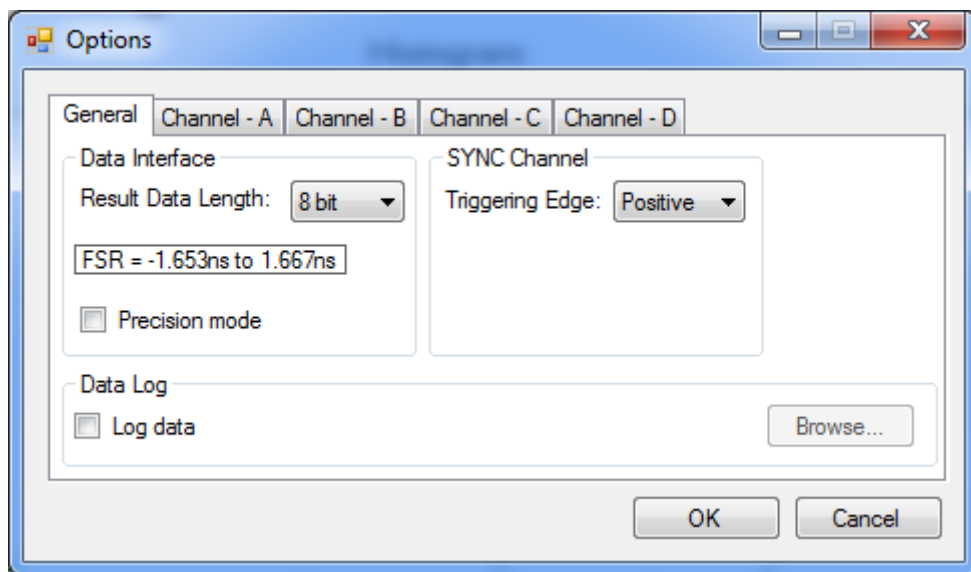 Options
Histogram
General Channel - A Channel - B Channel - C Channel - D
Data Interface
Result Data Length: 8 bit
FSR = -1.653ns to 1.667ns
Precision mode
SYNC Channel
Triggering Edge: Positive
Data Log
Log data
Browse...
OK Cancel